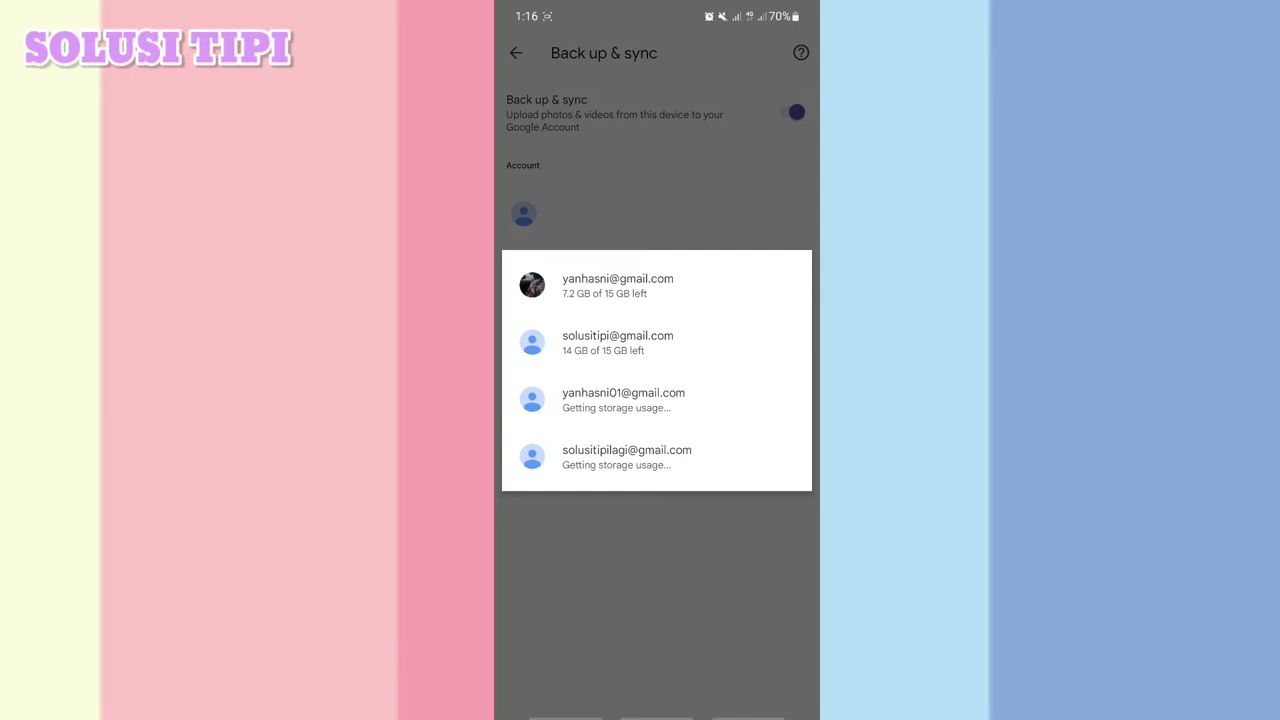 SOLUSI TIPI
1:16
4G
70%
Back up & sync
Back up & sync
Upload photos & videos from this device to your
Google Account
Account
yanhasni@gmail.com
7.2 GB of 15 GB left
solusitipi@gmail.com
14 GB of 15 GB left
yanhasni01@gmail.com
Getting storage usage...
solusitipilagi@gmail.com
Getting storage usage...